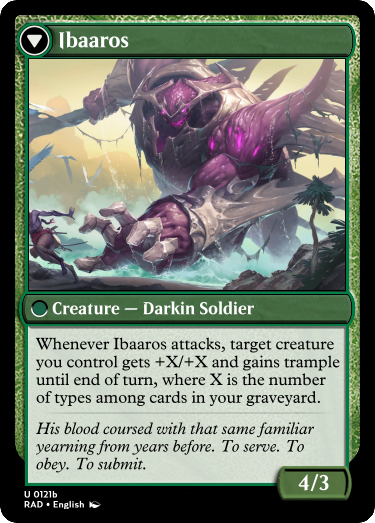 Ibaaros
Creature — Darkin Soldier
Whenever Ibaaros attacks, target creature
you control gets +X/+X and gains trample
until end of turn, where X is the number
of types among cards in your graveyard.
His blood coursed with that same familiar
yearning from years before. To serve. To
obey. To submit.
4/3
U 0121b
RAD • English